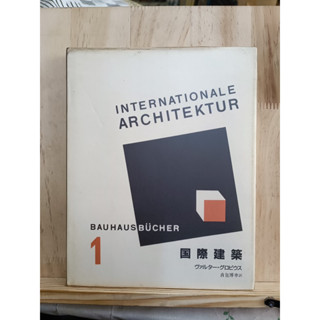 INTERNATIONALE
ARCHITEKTUR
BAUHAUSBÜCHER
1
国際建築
ヴァルター・グロピウス